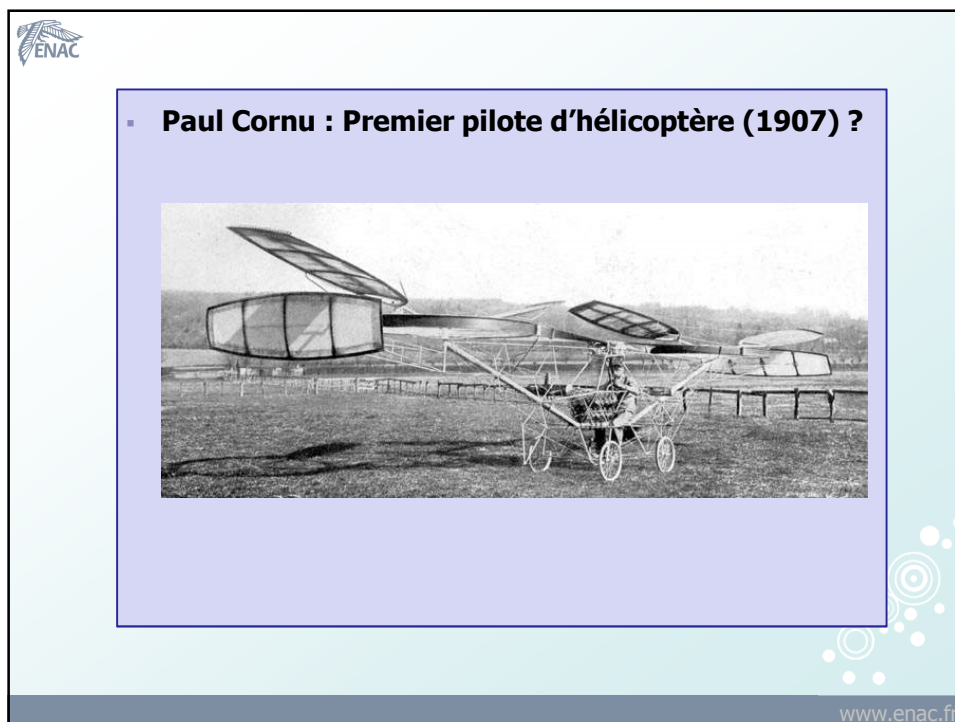 ENAC
▪ Paul Cornu : Premier pilote d’hélicoptère (1907) ?
www.enac.fr